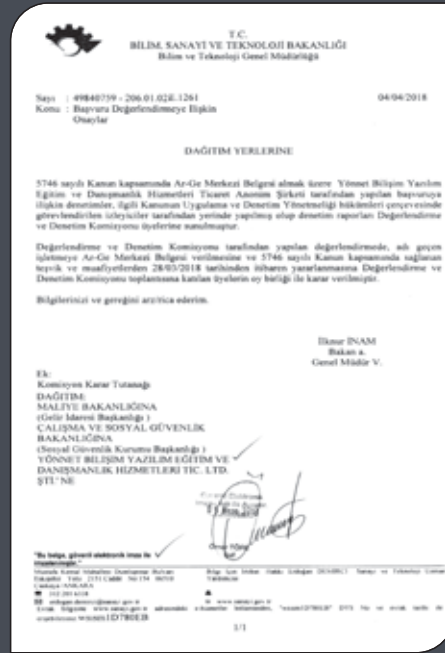 T.C.
BİLİM, SANAYİ VE TEKNOLOJİ BAKANLIĞI
Bilim ve Teknoloji Genel Müdürlüğü
Sayı : 49840759 - 206.01.02E.1261
04/04/2018
Konu : Başvuru Değerlendirmeye İlişkin
Onaylar
DAĞITIM YERLERİNE
5746 sayılı Kanun kapsamında Ar-Ge Merkezi Belgesi almak üzere Yönnet Bilişim Yazılım
Eğitim ve Danışmanlık Hizmetleri Ticaret Anonim Şirketi tarafından yapılan başvuruya
ilişkin denetimler, ilgili Kanunun Uygulama ve Denetim Yönetmeliği hükümleri çerçevesinde
görevlendirilen izleyiciler tarafından yerinde yapılmış olup denetim raporları Değerlendirme
ve Denetim Komisyonu üyelerine sunulmuştur.
Değerlendirme ve Denetim Komisyonu tarafından yapılan değerlendirmede, adı geçen
işletmeye Ar-Ge Merkezi Belgesi verilmesine ve 5746 sayılı Kanun kapsamında sağlanan
teşvik ve muafiyetlerden 28/03/2018 tarihinden itibaren yararlanmasına Değerlendirme ve
Denetim Komisyonu toplantısına katılan üyelerin oy birliği ile karar verilmiştir.
Bilgilerinizi ve gereğini arz/rica ederim.
İlknur İNAM
Bakan a.
Genel Müdür V.
Ek:
Komisyon Karar Tutanağı
DAĞITIM:
MALİYE BAKANLIĞINA
(Gelir İdaresi Başkanlığı )
ÇALIŞMA VE SOSYAL GÜVENLİK
BAKANLIĞINA
(Sosyal Güvenlik Kurumu Başkanlığı )
YÖNNET BİLİŞİM YAZILIM EĞİTİM VE
DANIŞMANLIK HİZMETLERİ TİC. LTD.
ŞTİ.' NE
"Bu belge, güvenli elektronik imza ile
imzalanmıştır."
1/1